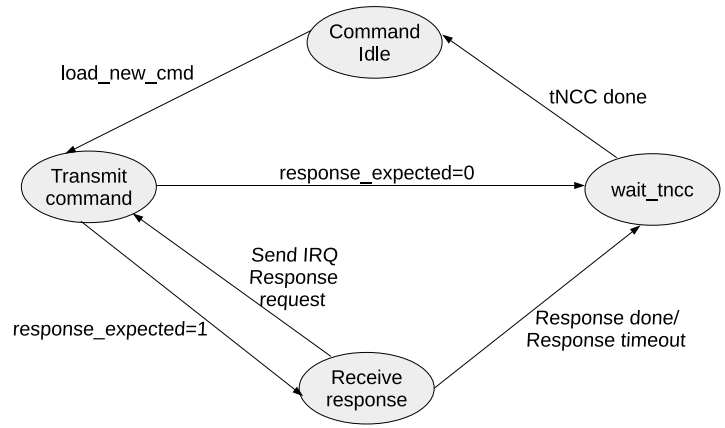 Command
Idle
load_new_cmd
tNCC done
Transmit
command
response_expected=0
wait_tncc
Send IRQ
Response
request
response_expected=1
Response done/
Response timeout
Receive
response